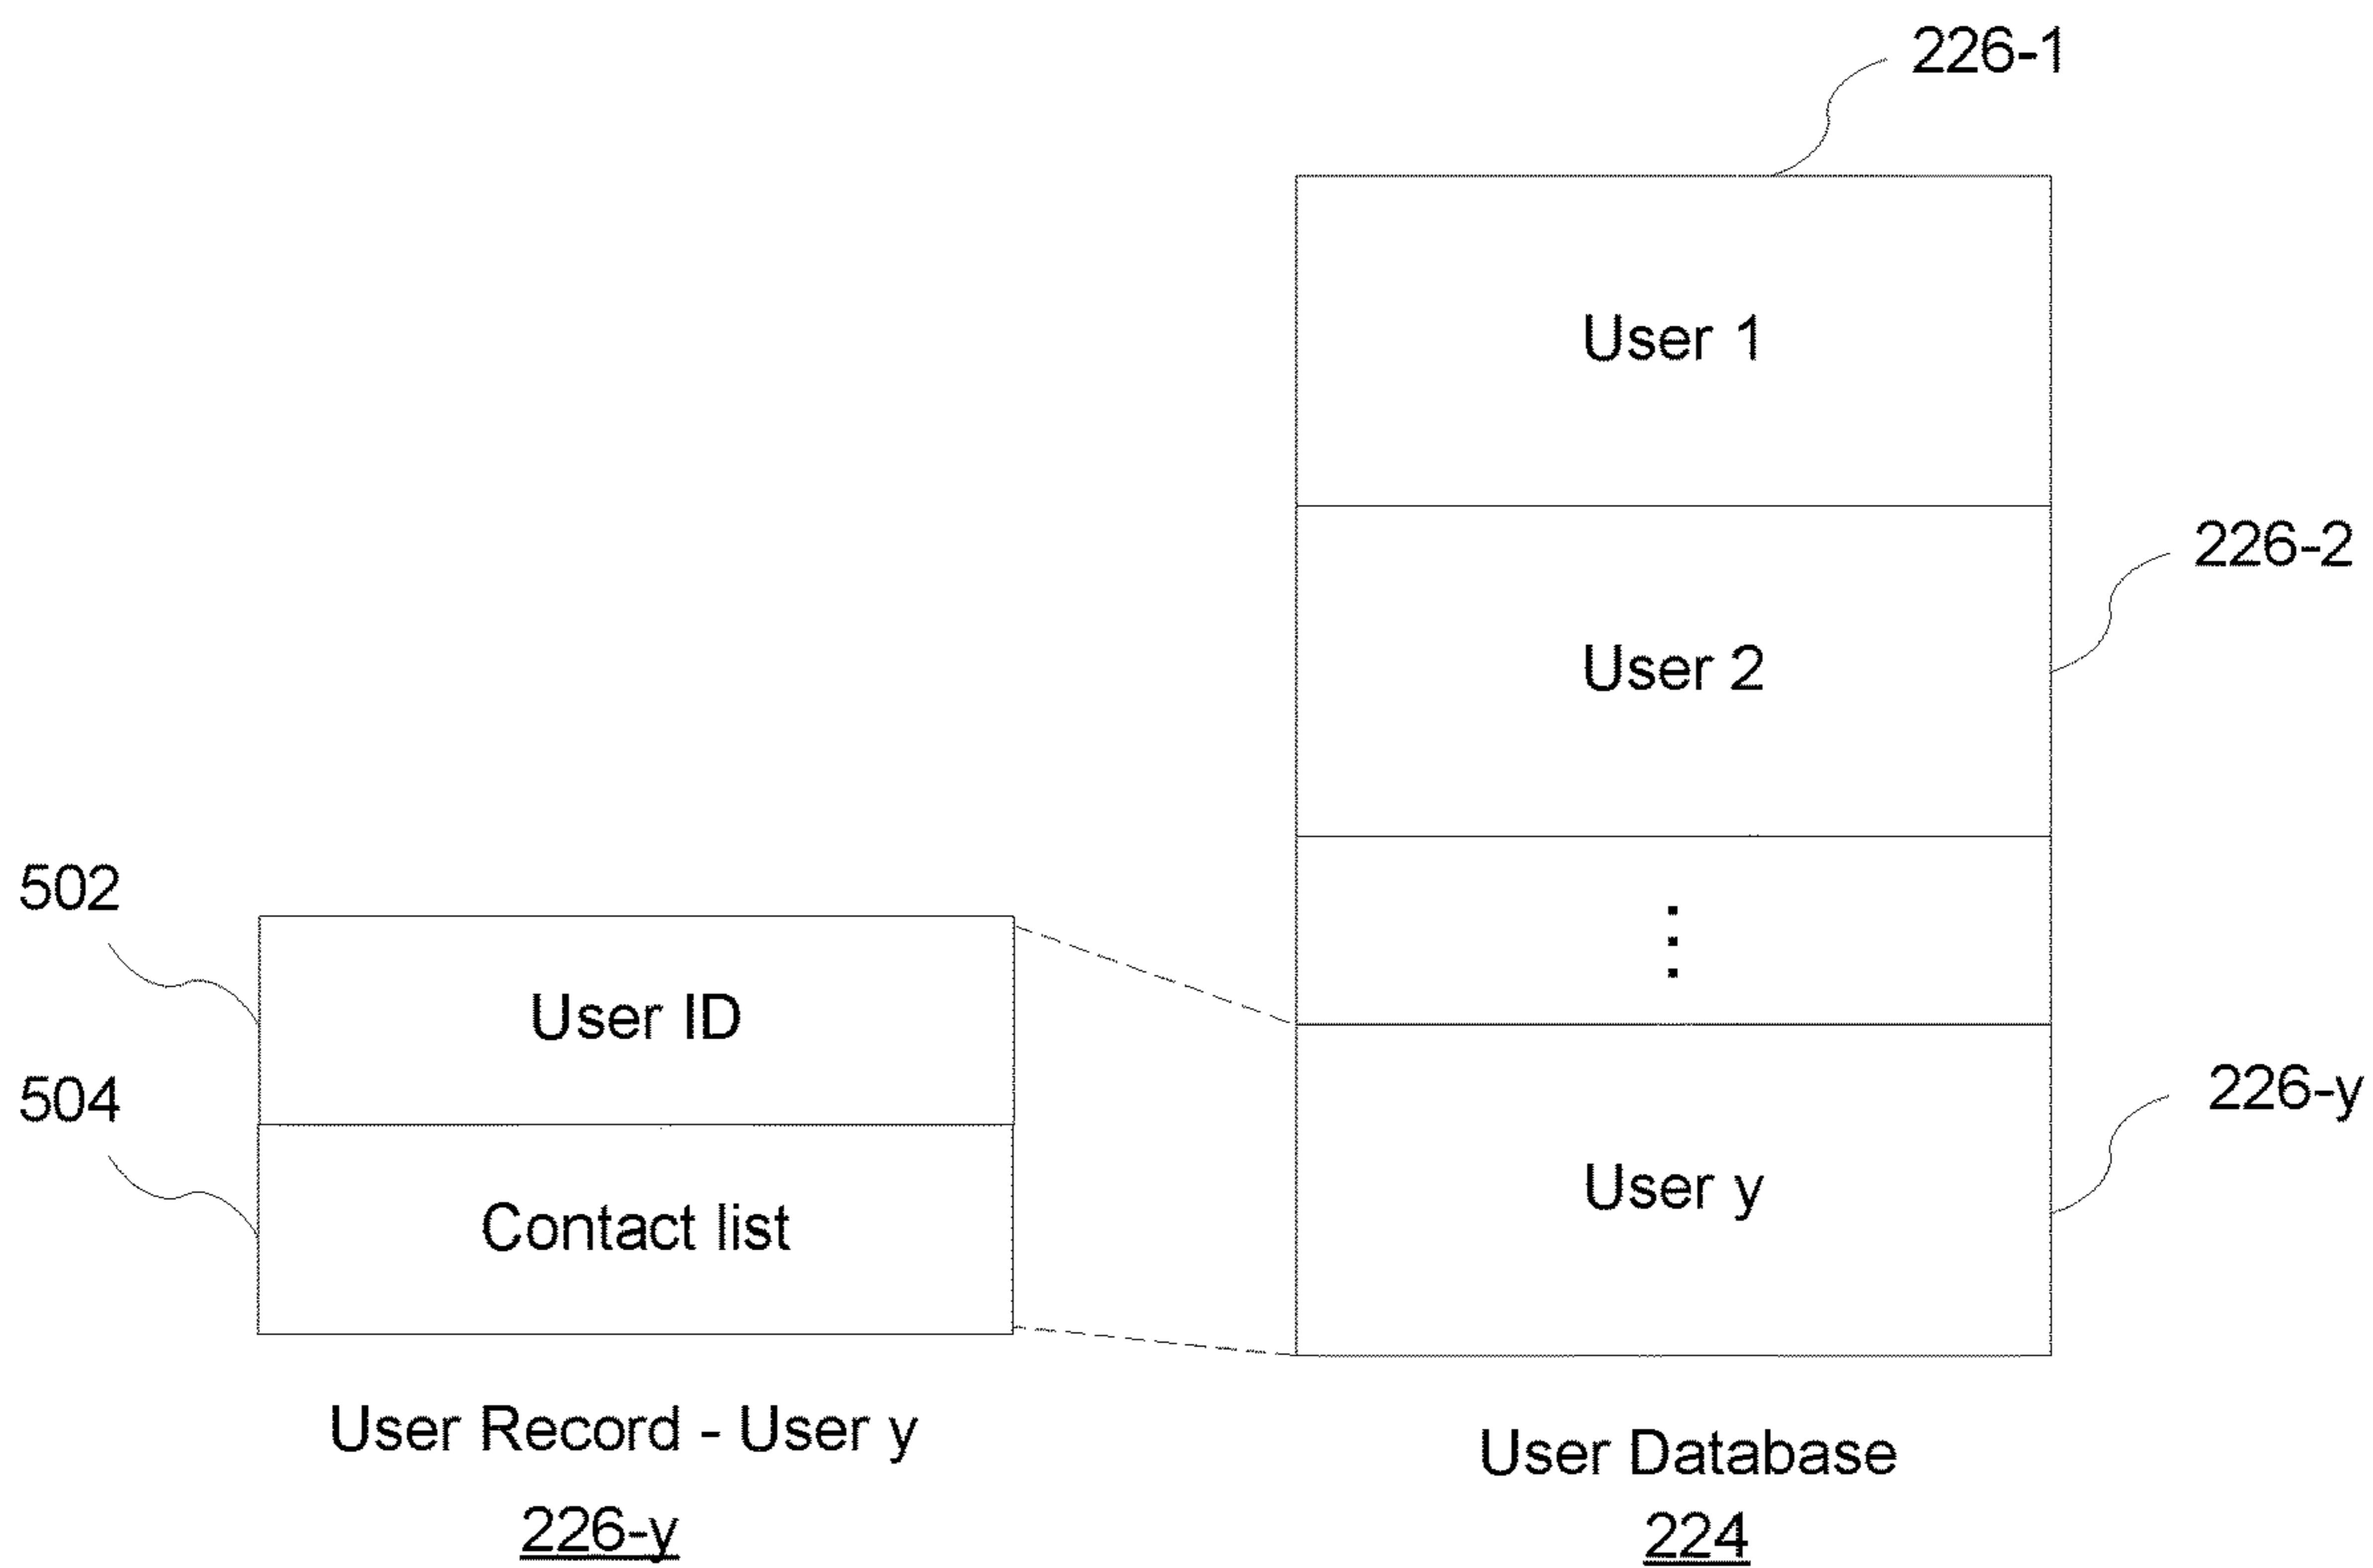 226-1
User 1
226-2
User 2
502
User ID
504
Contact list
⋮
226-y
User y
User Record - User y
226-y
User Database
224